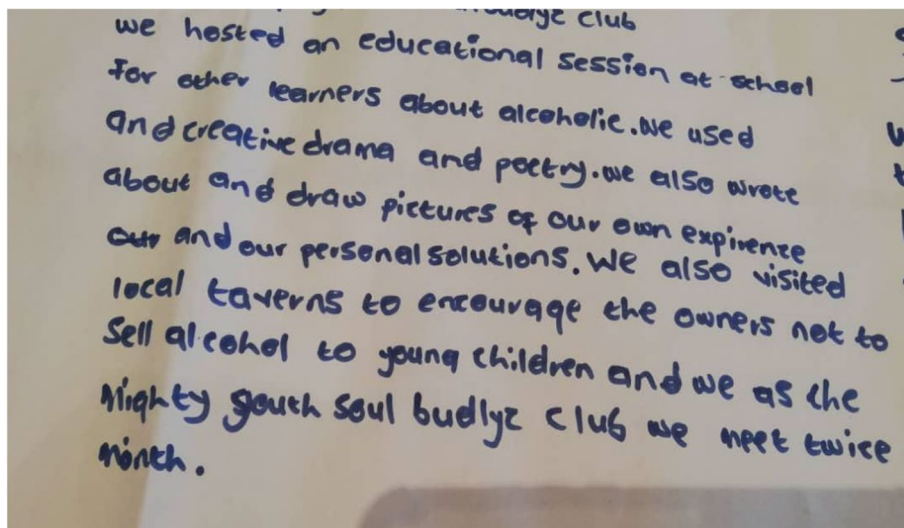 club
we hosted an educational session at school
for other learners about alcoholic. we used
and creative drama and poetry. we also wrote
about and draw pictures of our own expirence
our and our personal solutions. we also visited
local taverns to encourage the owners not to
sell alcohol to young children and we as the
Mighty youth soul budlyz club we meet twice
month.